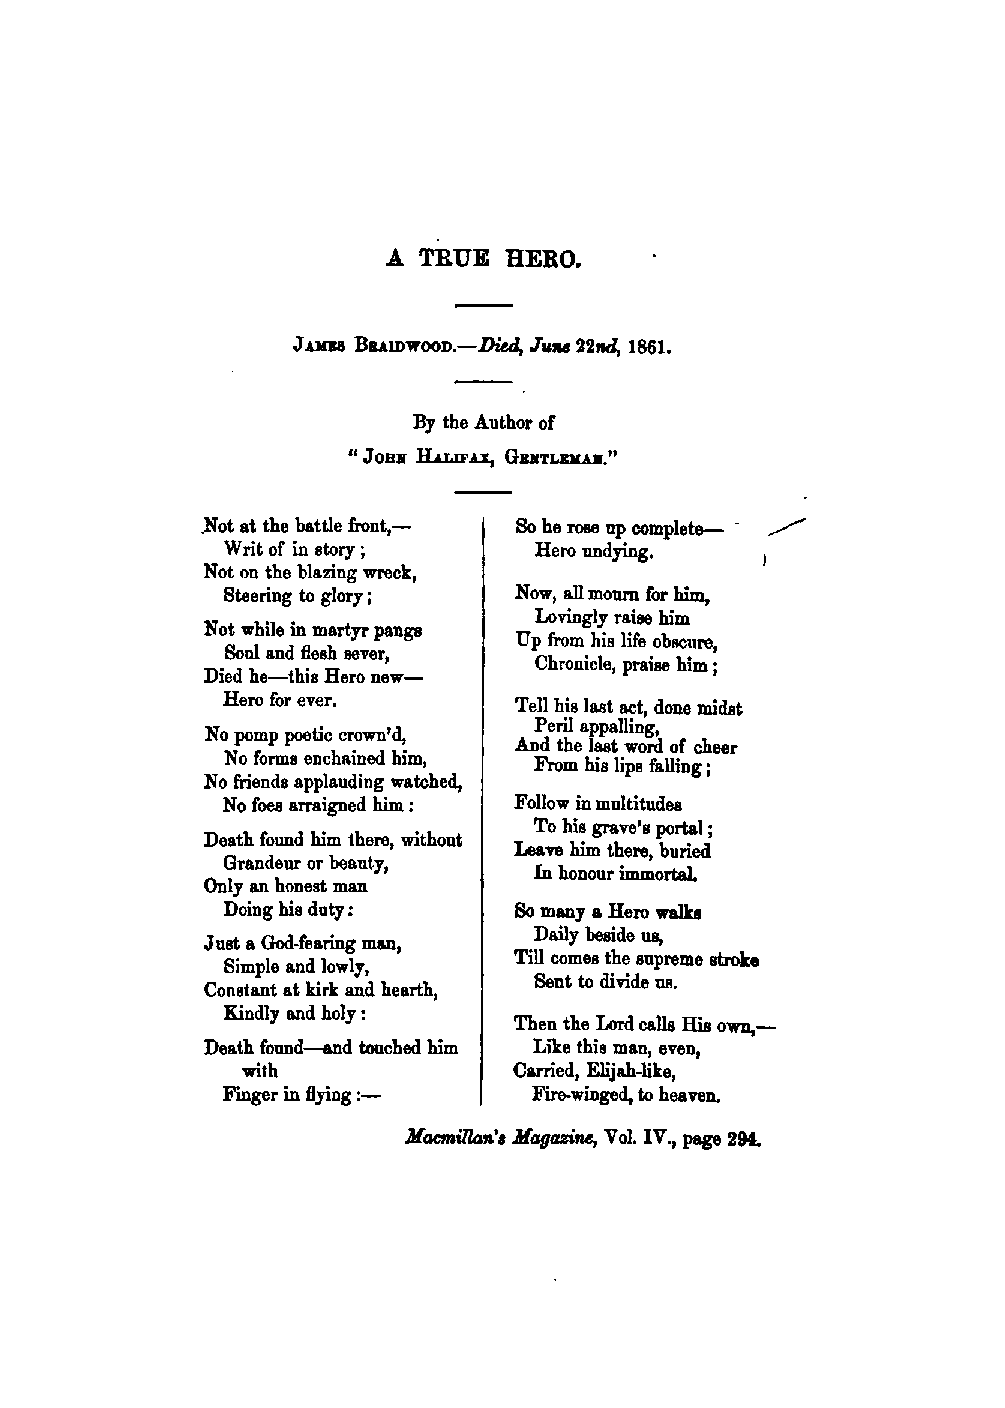 A TRUE HERO.
JAMES BRAIDWOOD.—Died, June 22nd, 1861.
By the Author of
"JOHN HALIFAX, GENTLEMAN."
Not at the battle front,—
Writ of in story;
Not on the blazing wreck,
Steering to glory;
Not while in martyr pangs
Soul and flesh sever,
Died he—this Hero new—
Hero for ever.
No pomp poetic crown'd,
No forms enchained him,
No friends applauding watched,
No foes arraigned him:
Death found him there, without
Grandeur or beauty,
Only an honest man
Doing his duty:
Just a God-fearing man,
Simple and lowly,
Constant at kirk and hearth,
Kindly and holy:
Death found—and touched him
with
Finger in flying:—
So he rose up complete—
Hero undying.
Now, all mourn for him,
Lovingly raise him
Up from his life obscure,
Chronicle, praise him;
Tell his last act, done midst
Peril appalling,
And the last word of cheer
From his lips falling;
Follow in multitudes
To his grave's portal;
Leave him there, buried
In honour immortal.
So many a Hero walks
Daily beside us,
Till comes the supreme stroke
Sent to divide us.
Then the Lord calls His own,—
Like this man, even,
Carried, Elijah-like,
Fire-winged, to heaven.
Macmillan's Magazine, Vol. IV., page 294.